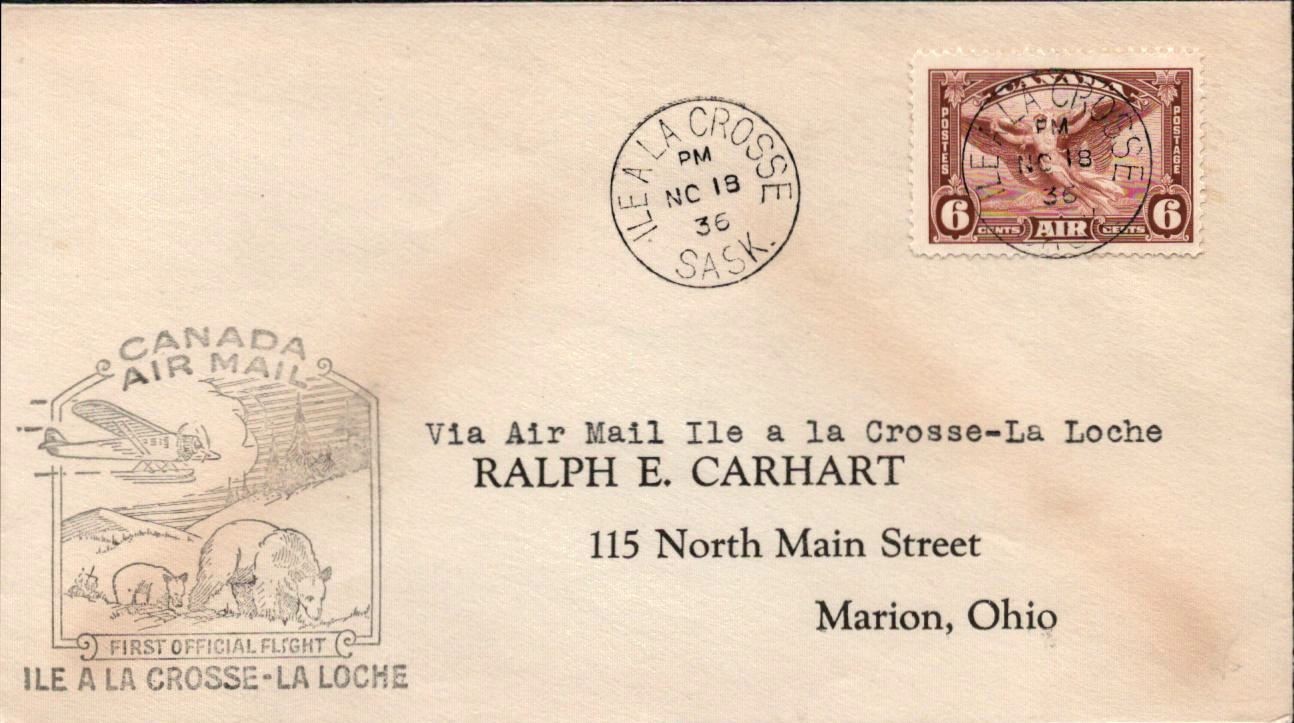 ILE A LA CROSSE
PM
NO 18
36
SASK.
CANADA
POSTES
POSTAGE
6 CENTS AIR CENTS 6
ILE A LA CROSSE
PM
NO 18
36
CANADA
AIR MAIL
Via Air Mail Ile a la Crosse-La Loche
RALPH E. CARHART
115 North Main Street
Marion, Ohio
FIRST OFFICIAL FLIGHT
ILE A LA CROSSE-LA LOCHE